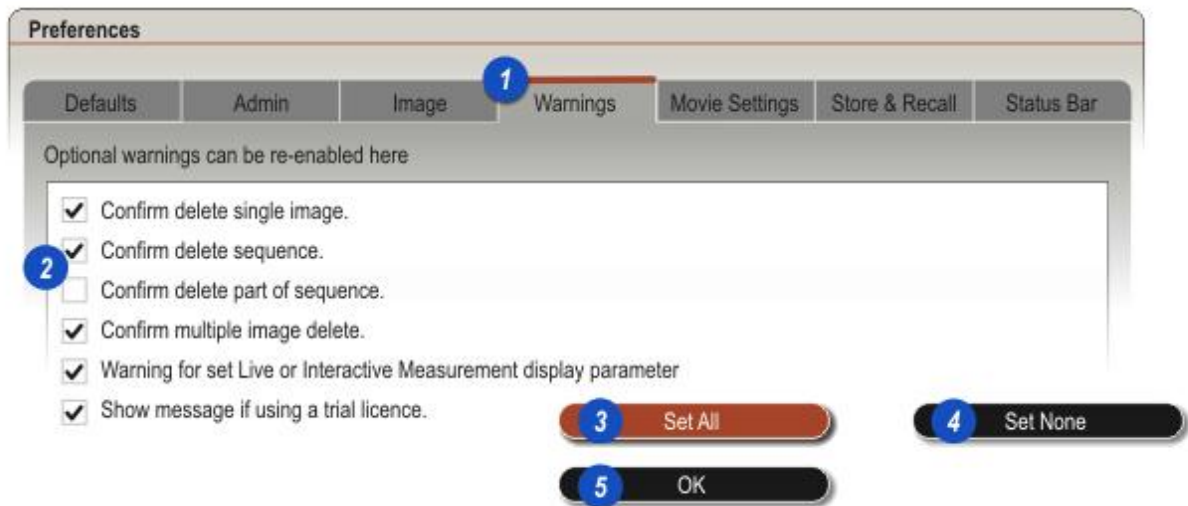 Preferences
1
Defaults Admin Image Warnings Movie Settings Store & Recall Status Bar
Optional warnings can be re-enabled here
Confirm delete single image.
Confirm delete sequence.
2
Confirm delete part of sequence.
Confirm multiple image delete.
Warning for set Live or Interactive Measurement display parameter
Show message if using a trial licence.
3 Set All 4 Set None
5 OK